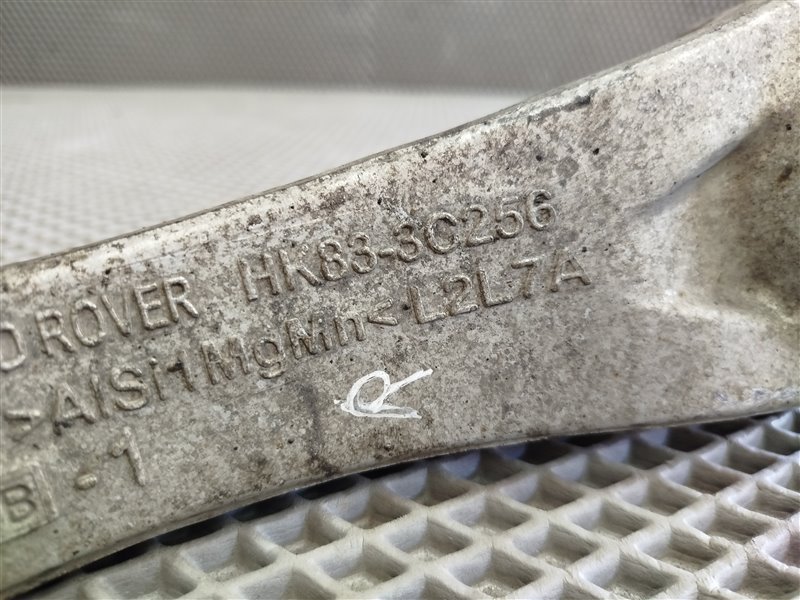 D ROVER HK83-3C256
>AlSi1MgMn< L2L7A
B - 1